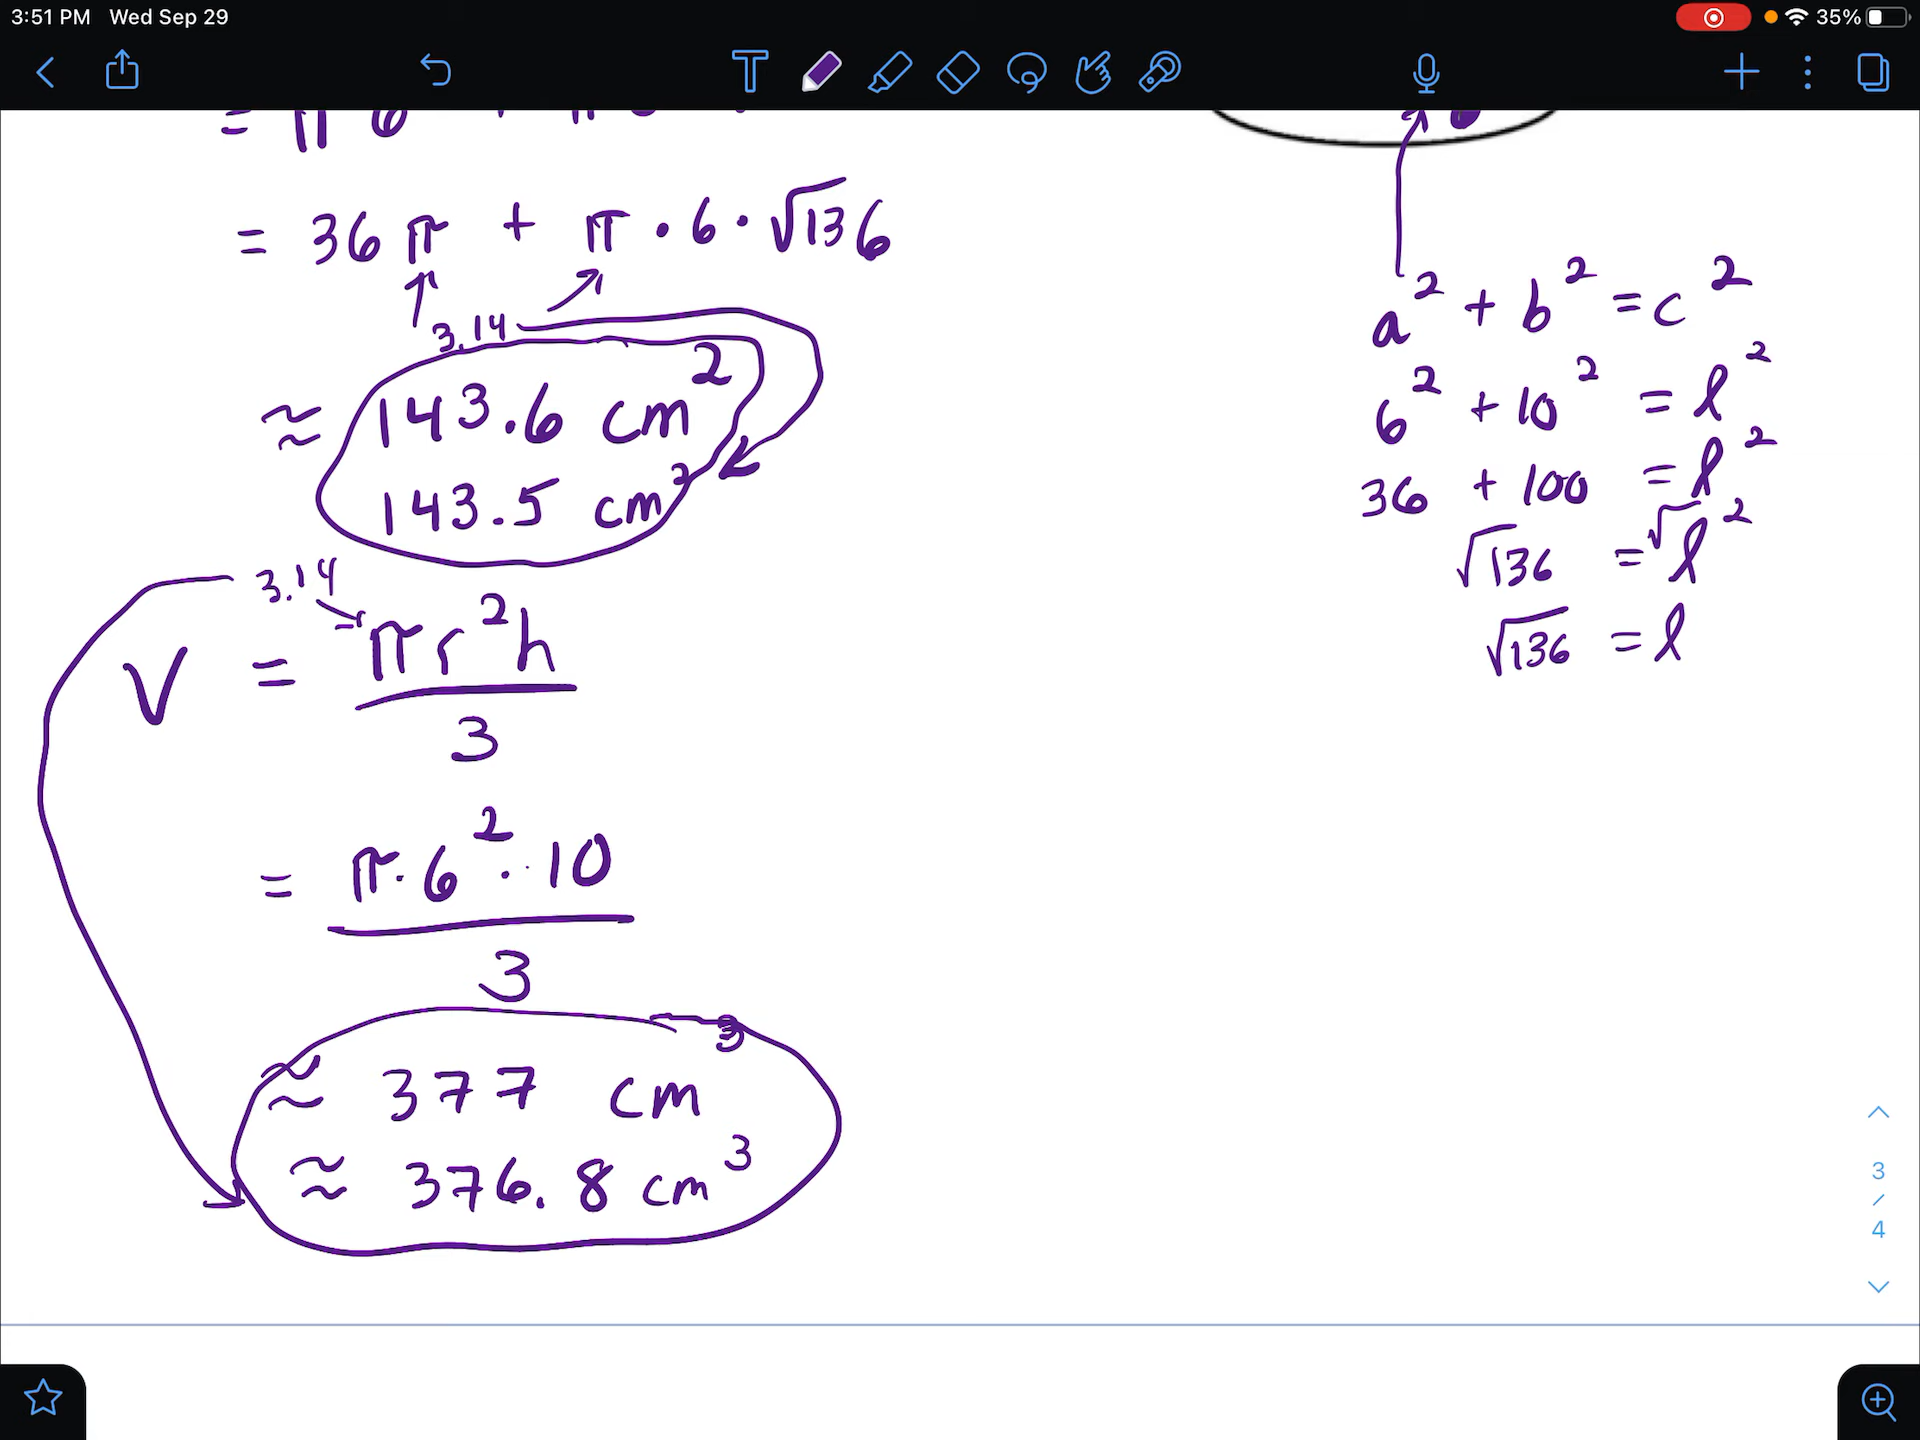 3:51 PM Wed Sep 29
35%
= 36 π + π · 6 · √136
3.14
≈ 143.6 cm²
143.5 cm²
3.14
V = πr²h
3
= π · 6² · 10
3
≈ 377 cm³
≈ 376.8 cm³
6
a² + b² = c²
6² + 10² = l²
36 + 100 = l²
√136 = √l²
√136 = l
3
/
4